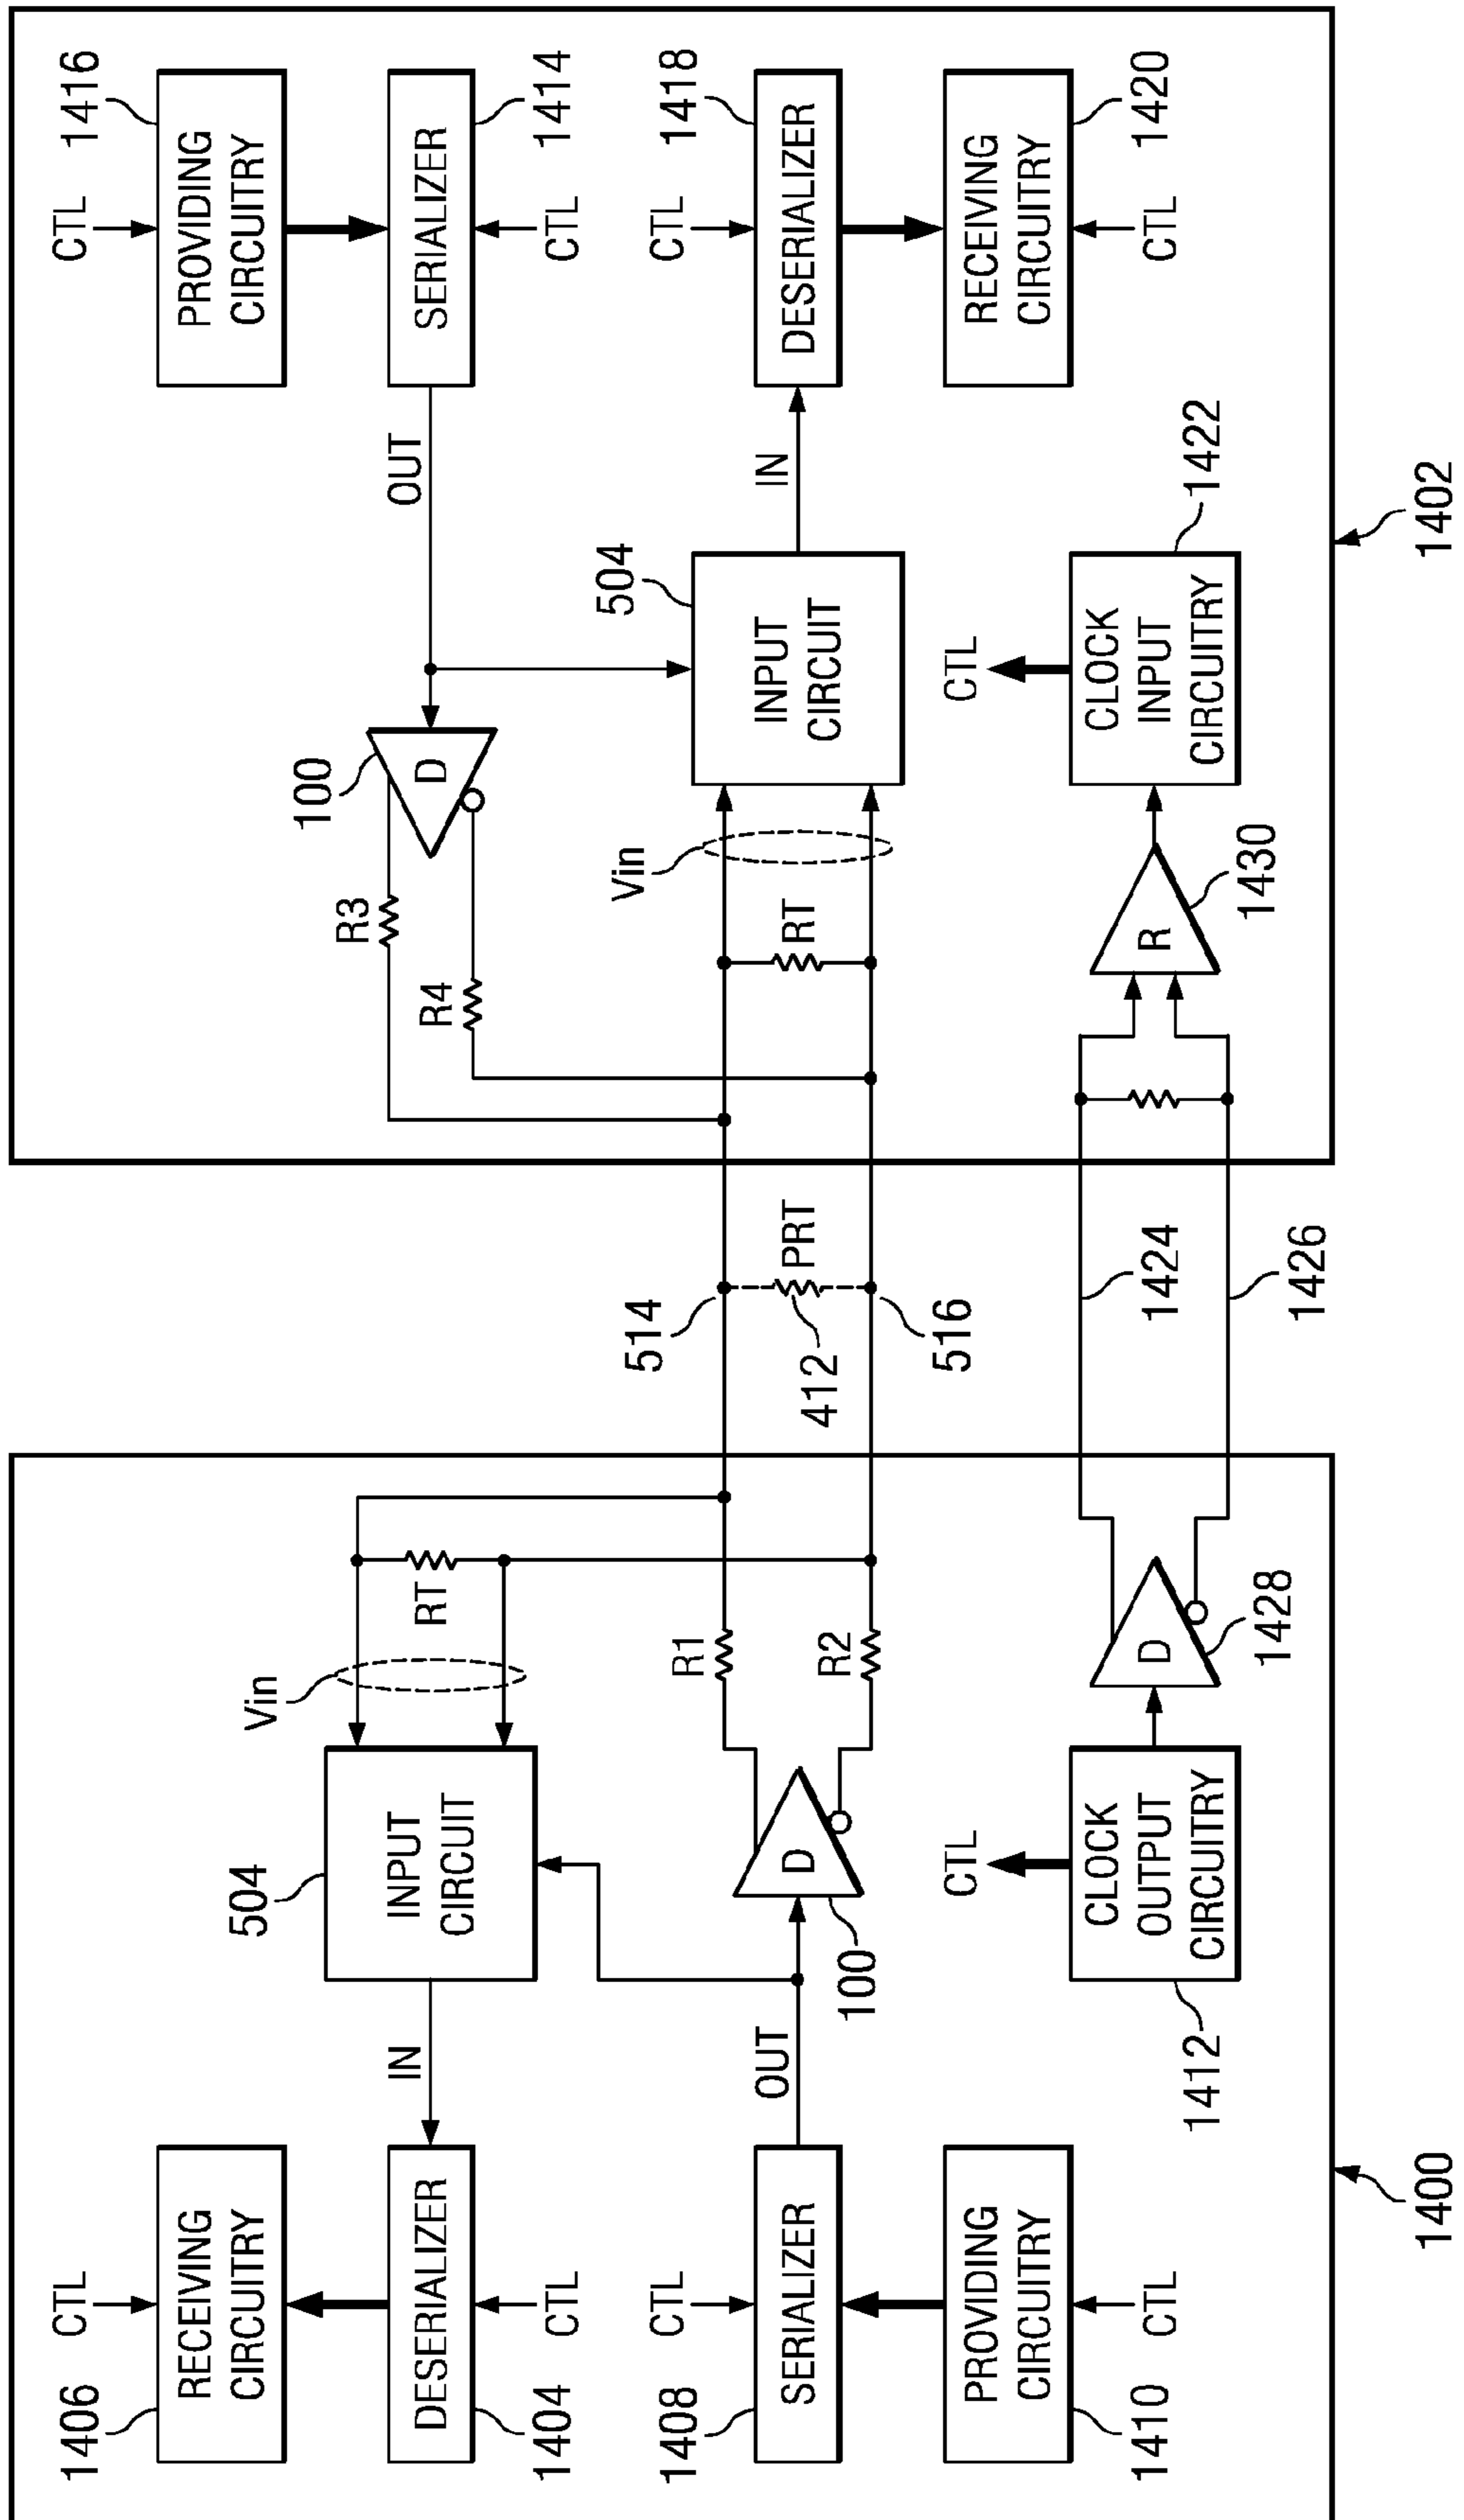 1406
CTL
RECEIVING
CIRCUITRY
DESERIALIZER
1404
CTL
IN
504
INPUT
CIRCUIT
Vin
RT
1408
CTL
SERIALIZER
OUT
100
D
R1
R2
PROVIDING
CIRCUITRY
1410
CTL
CTL
CLOCK
OUTPUT
CIRCUITRY
1412
D
1428
1400
514
PRT
412
516
1424
1426
1416
CTL
PROVIDING
CIRCUITRY
SERIALIZER
1414
CTL
OUT
100
D
R3
R4
504
INPUT
CIRCUIT
Vin
RT
IN
1418
CTL
DESERIALIZER
RECEIVING
CIRCUITRY
1420
CTL
CTL
CLOCK
INPUT
CIRCUITRY
1422
R
1430
1402